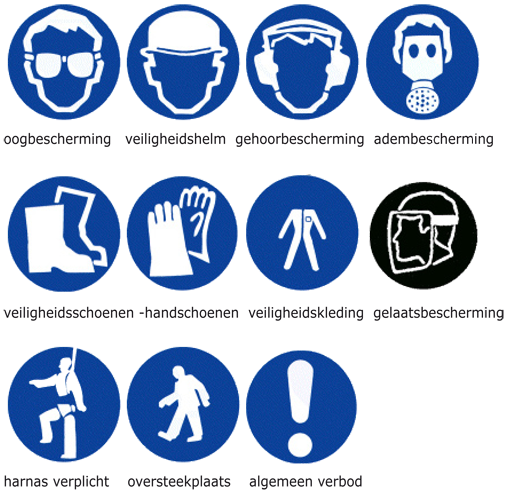 oogbescherming veiligheidshelm gehoorbescherming adembescherming
veiligheidsschoenen -handschoenen veiligheidskleding gelaatsbescherming
harnas verplicht oversteekplaats algemeen verbod